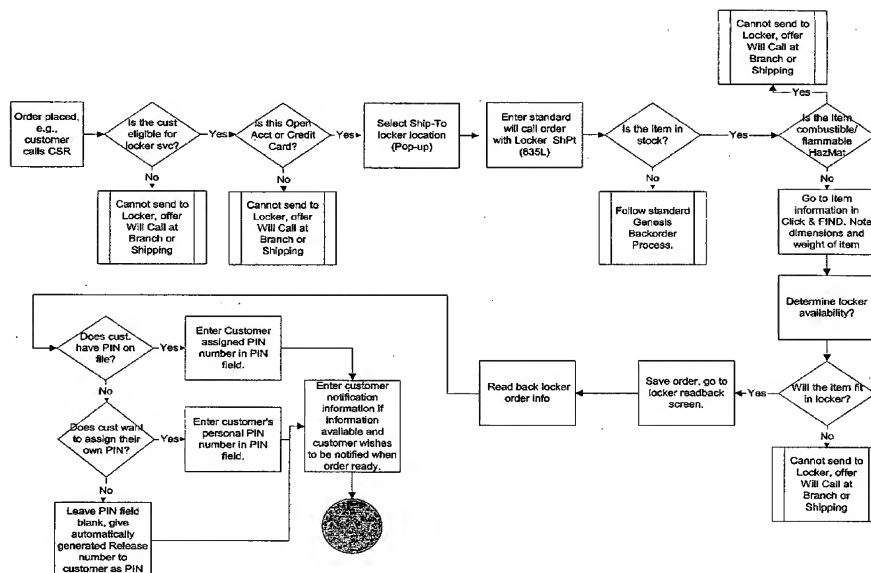 Cannot send to
Locker, offer
Will Call at
Branch or
Shipping
Yes
Order placed,
e.g.,
customer
calls CSR
Is the cust
eligible for
locker svc?
Yes
Is this Open
Acct or Credit
Card?
Yes
Select Ship-To
locker location
(Pop-up)
Enter standard
will call order
with Locker ShPt
(635L)
Is the item in
stock?
Yes
Is the Item
combustible/
flammable
HazMat
No
Cannot send to
Locker, offer
Will Call at
Branch or
Shipping
No
Cannot send to
Locker, offer
Will Call at
Branch or
Shipping
No
Follow standard
Genesis
Backorder
Process.
No
Go to Item
information in
Click & FIND. Note
dimensions and
weight of item
Determine locker
availability?
Will the item fit
in locker?
Yes
Save order, go to
locker readback
screen.
Read back locker
order info
No
Cannot send to
Locker, offer
Will Call at
Branch or
Shipping
Does cust.
have PIN on
file?
Yes
Enter Customer
assigned PIN
number in PIN
field.
No
Does cust want
to assign their
own PIN?
Yes
Enter customer's
personal PIN
number in PIN
field.
No
Leave PIN field
blank, give
automatically
generated Release
number to
customer as PIN
Enter customer
notification
information if
information
available and
customer wishes
to be notified when
order ready.